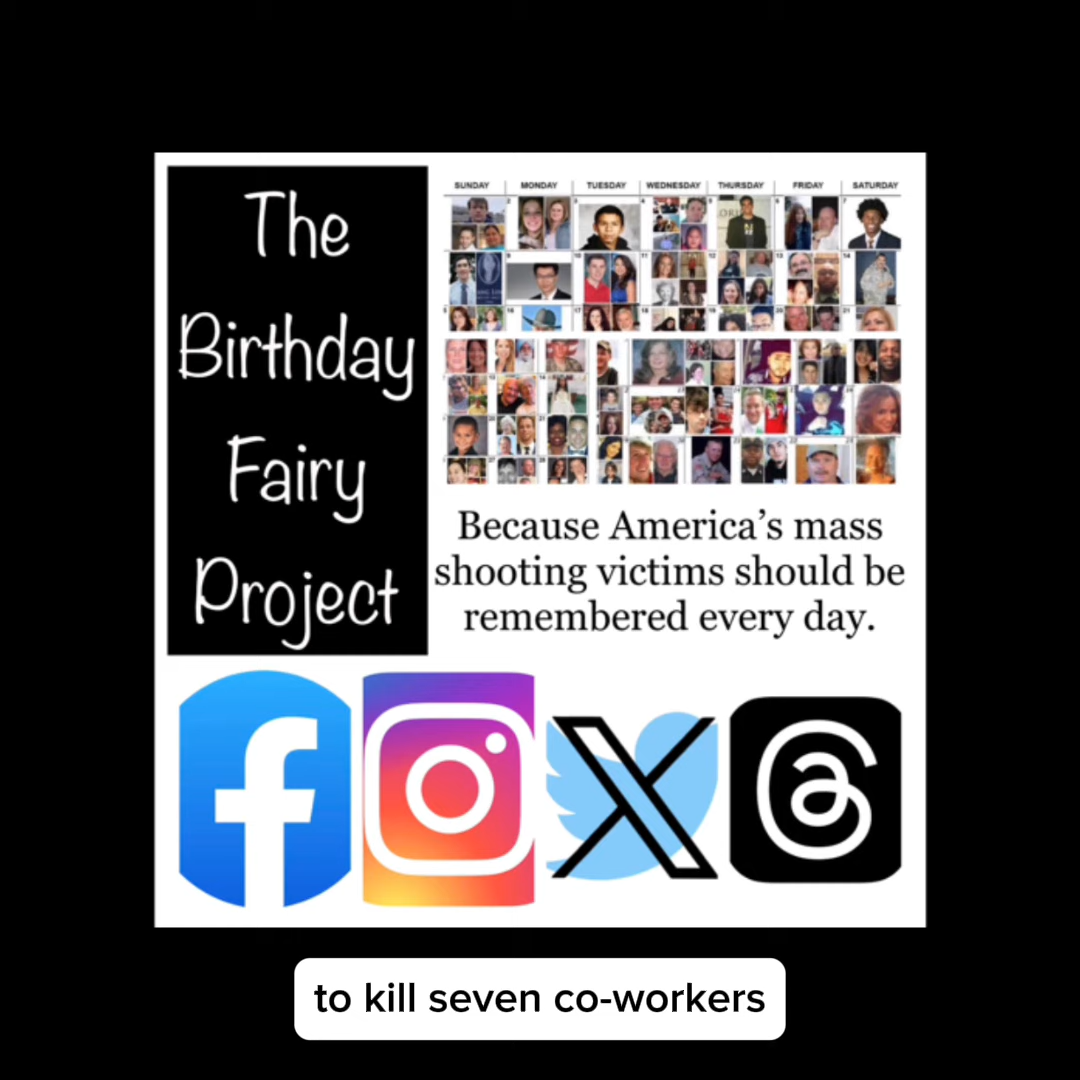 The
Birthday
Fairy
Project
SUNDAY MONDAY TUESDAY WEDNESDAY THURSDAY FRIDAY SATURDAY
Because America’s mass
shooting victims should be
remembered every day.
to kill seven co-workers